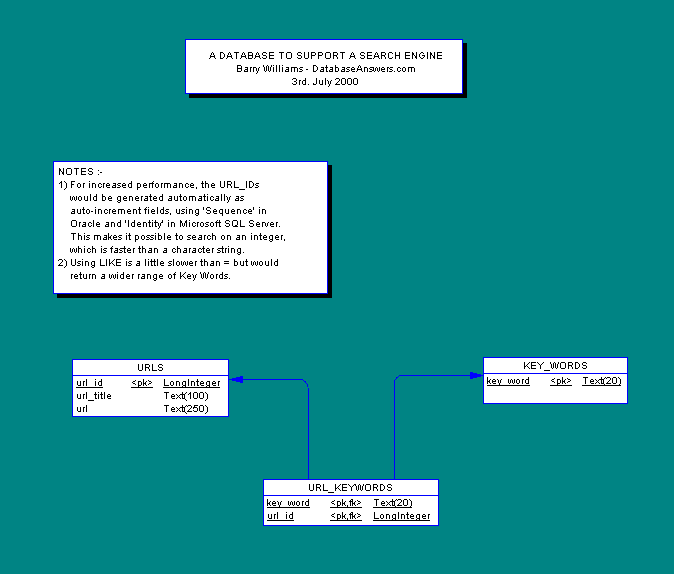 A DATABASE TO SUPPORT A SEARCH ENGINE
Barry Williams - DatabaseAnswers.com
3rd. July 2000
NOTES :-
1) For increased performance, the URL_IDs
would be generated automatically as
auto-increment fields, using 'Sequence' in
Oracle and 'Identity' in Microsoft SQL Server.
This makes it possible to search on an integer,
which is faster than a character string.
2) Using LIKE is a little slower than = but would
return a wider range of Key Words.
URLS
url_id <pk> LongInteger
url_title Text(100)
url Text(250)
KEY_WORDS
key_word <pk> Text(20)
URL_KEYWORDS
key_word <pk,fk> Text(20)
url_id <pk,fk> LongInteger